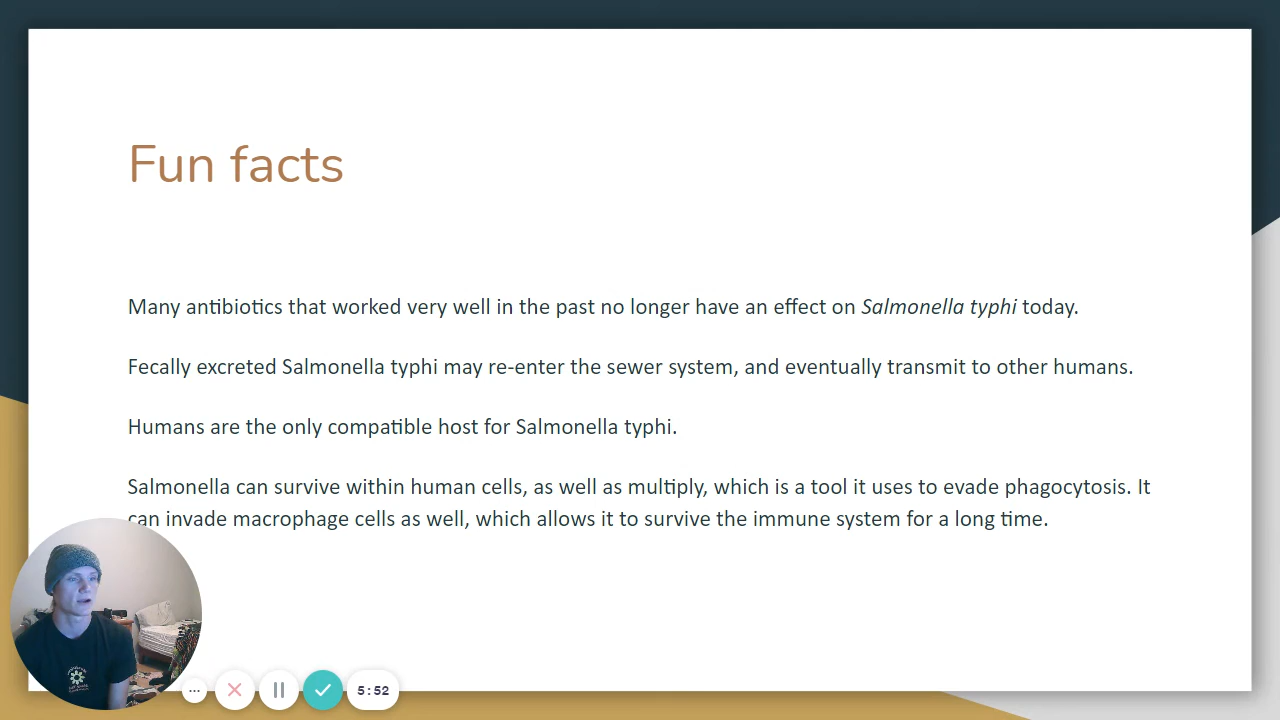 Fun facts
Many antibiotics that worked very well in the past no longer have an effect on Salmonella typhi today.
Fecally excreted Salmonella typhi may re-enter the sewer system, and eventually transmit to other humans.
Humans are the only compatible host for Salmonella typhi.
Salmonella can survive within human cells, as well as multiply, which is a tool it uses to evade phagocytosis. It
can invade macrophage cells as well, which allows it to survive the immune system for a long time.
5:52